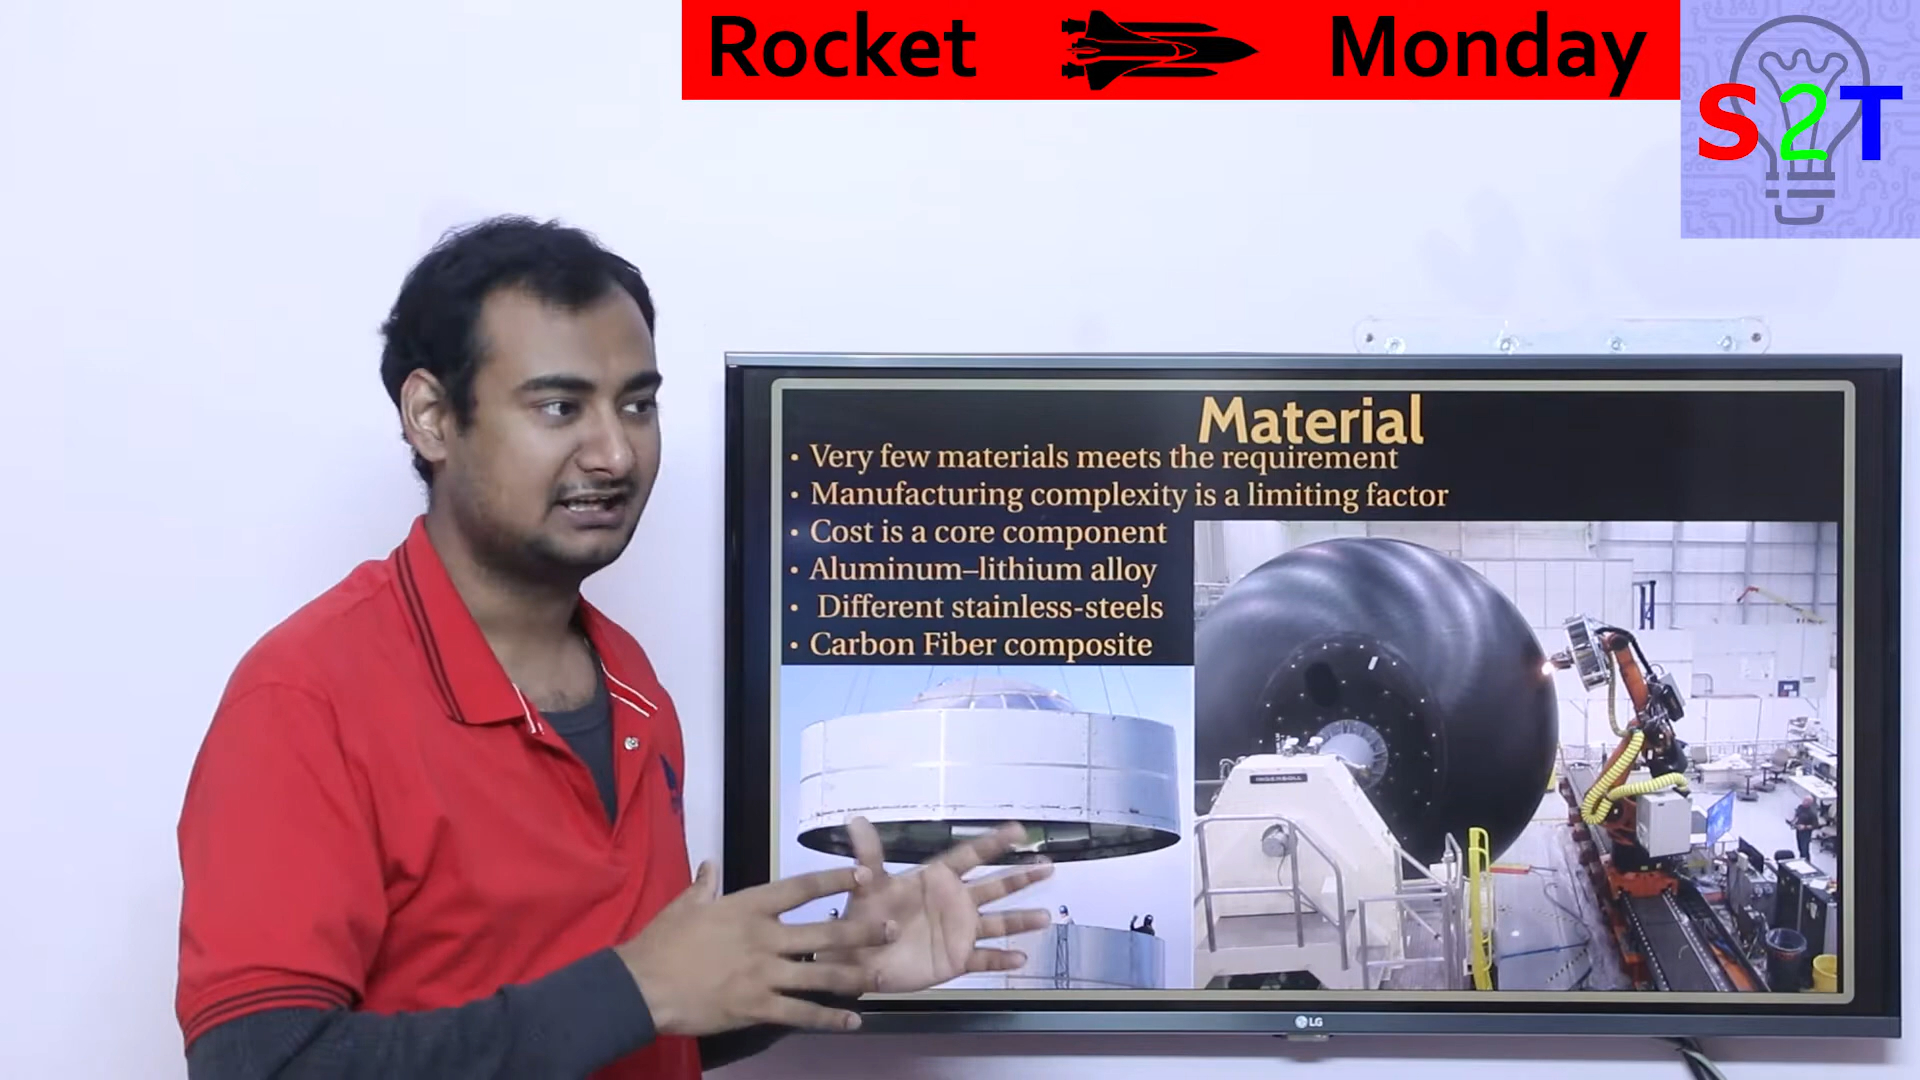 Rocket Monday
S2T
Material
• Very few materials meets the requirement
• Manufacturing complexity is a limiting factor
• Cost is a core component
• Aluminum–lithium alloy
• Different stainless-steels
• Carbon Fiber composite
INGERSOLL
LG